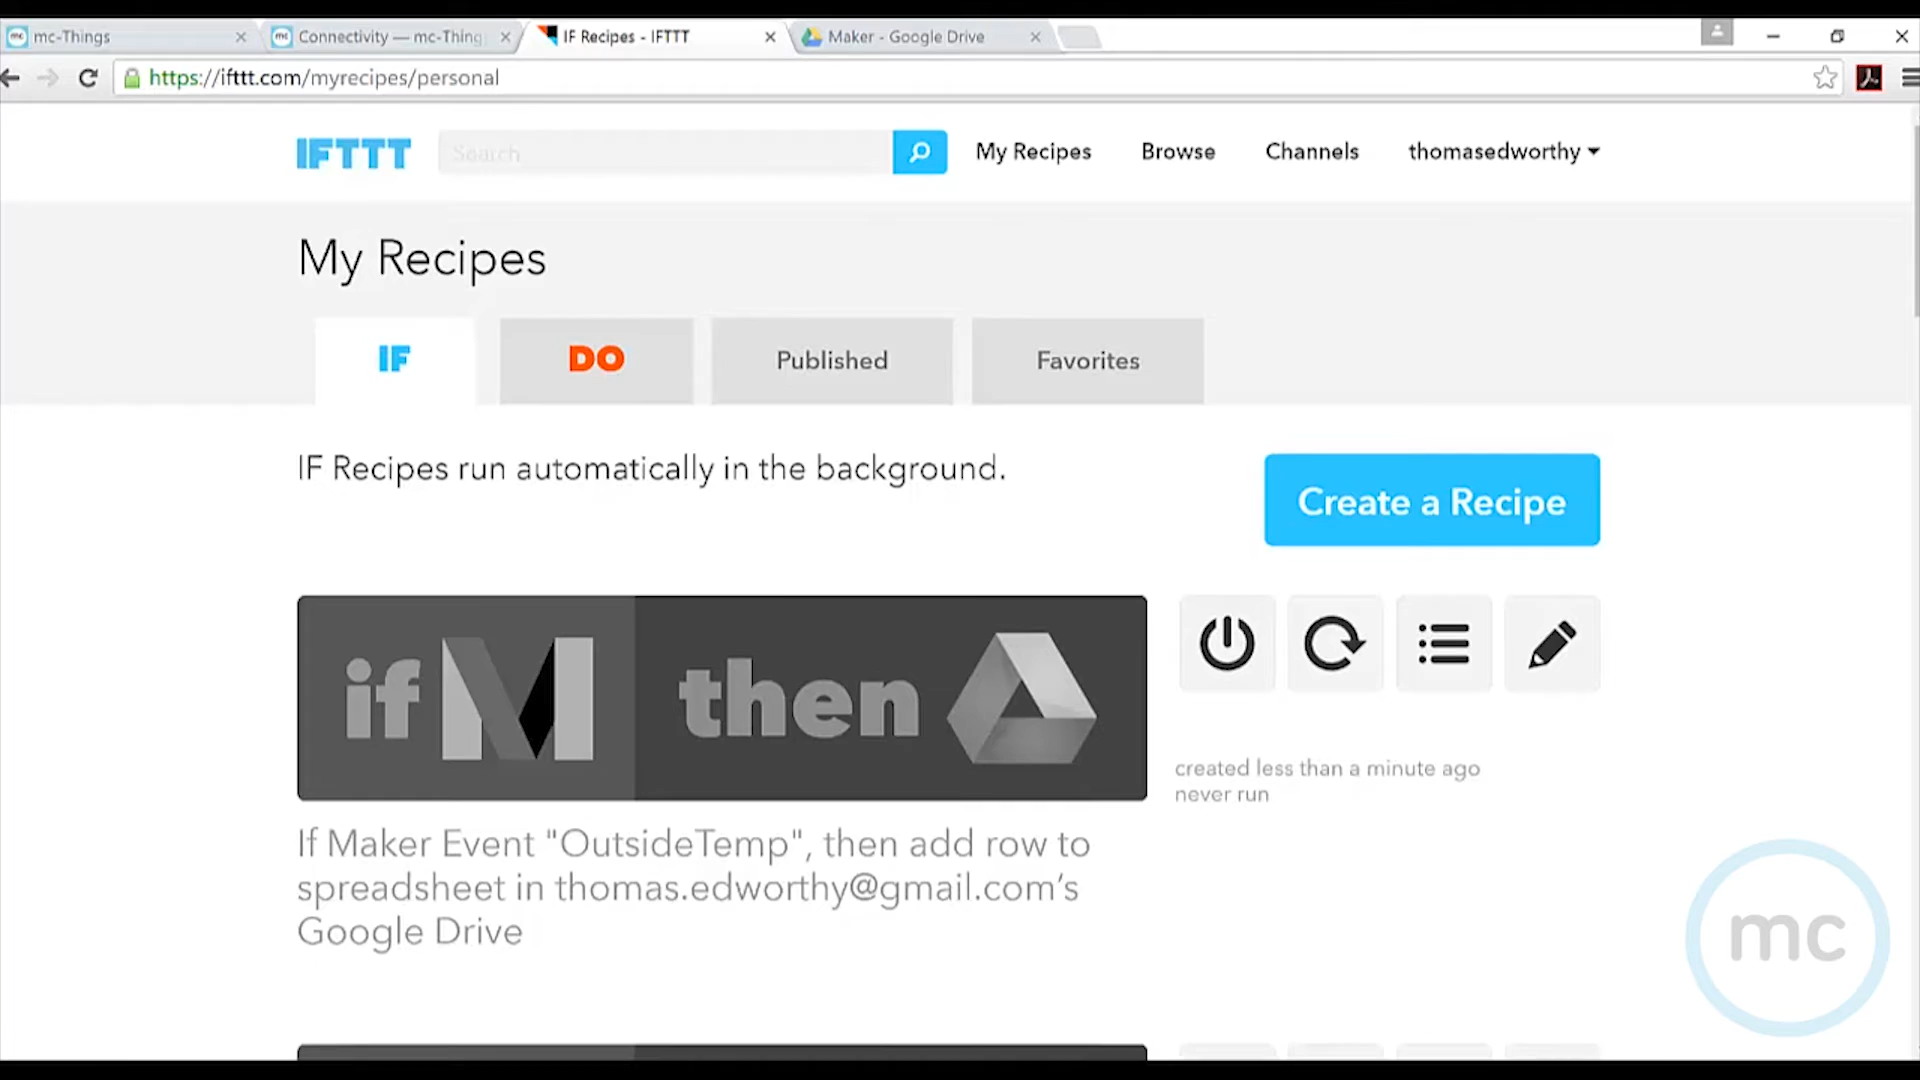 mc-Things
Connectivity — mc-Thing
IF Recipes - IFTTT
Maker - Google Drive
https://ifttt.com/myrecipes/personal
IFTTT
Search
My Recipes
Browse
Channels
thomasedworthy
My Recipes
IF
DO
Published
Favorites
IF Recipes run automatically in the background.
Create a Recipe
if M then
created less than a minute ago
never run
If Maker Event "OutsideTemp", then add row to
spreadsheet in thomas.edworthy@gmail.com’s
Google Drive
mc